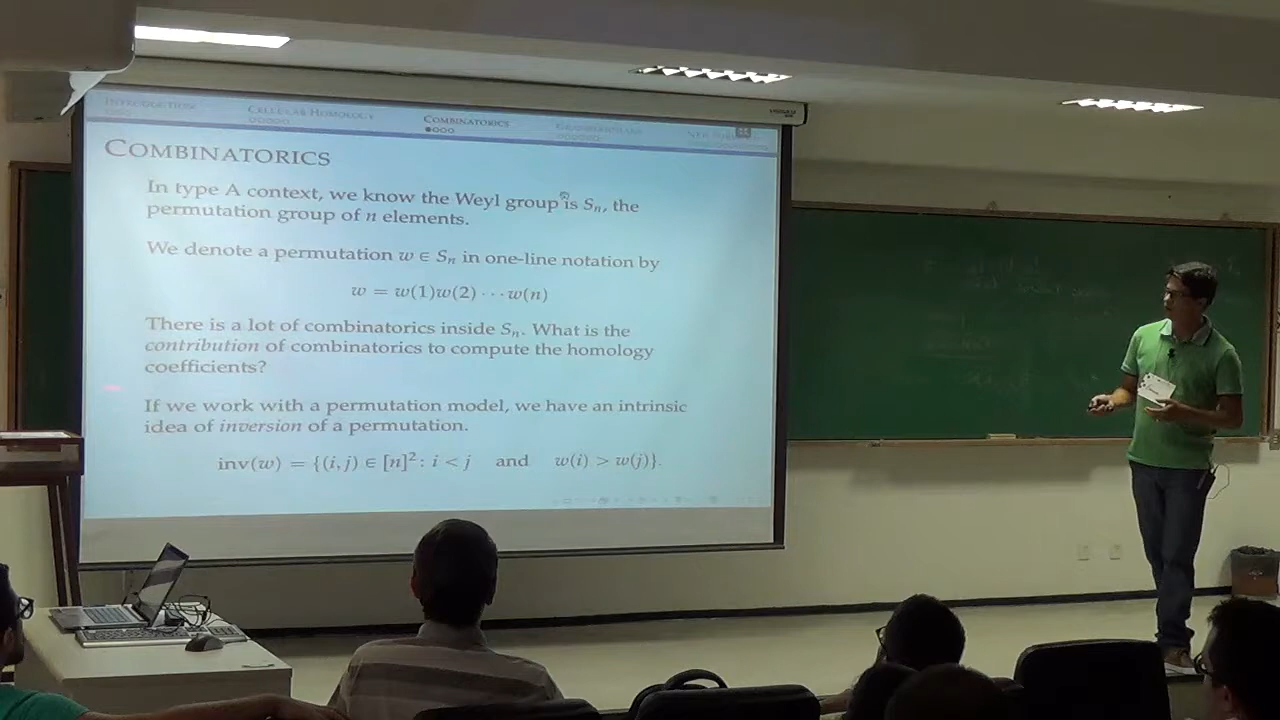 INTRODUCTION
CELLULAR HOMOLOGY
COMBINATORICS
COMBINATORICS
In type A context, we know the Weyl group is Sₙ, the
permutation group of n elements.
We denote a permutation w ∈ Sₙ in one-line notation by
w = w(1)w(2) ··· w(n)
There is a lot of combinatorics inside Sₙ. What is the
contribution of combinatorics to compute the homology
coefficients?
If we work with a permutation model, we have an intrinsic
idea of inversion of a permutation.
inv(w) = {(i, j) ∈ [n]²: i < j and w(i) > w(j)}.